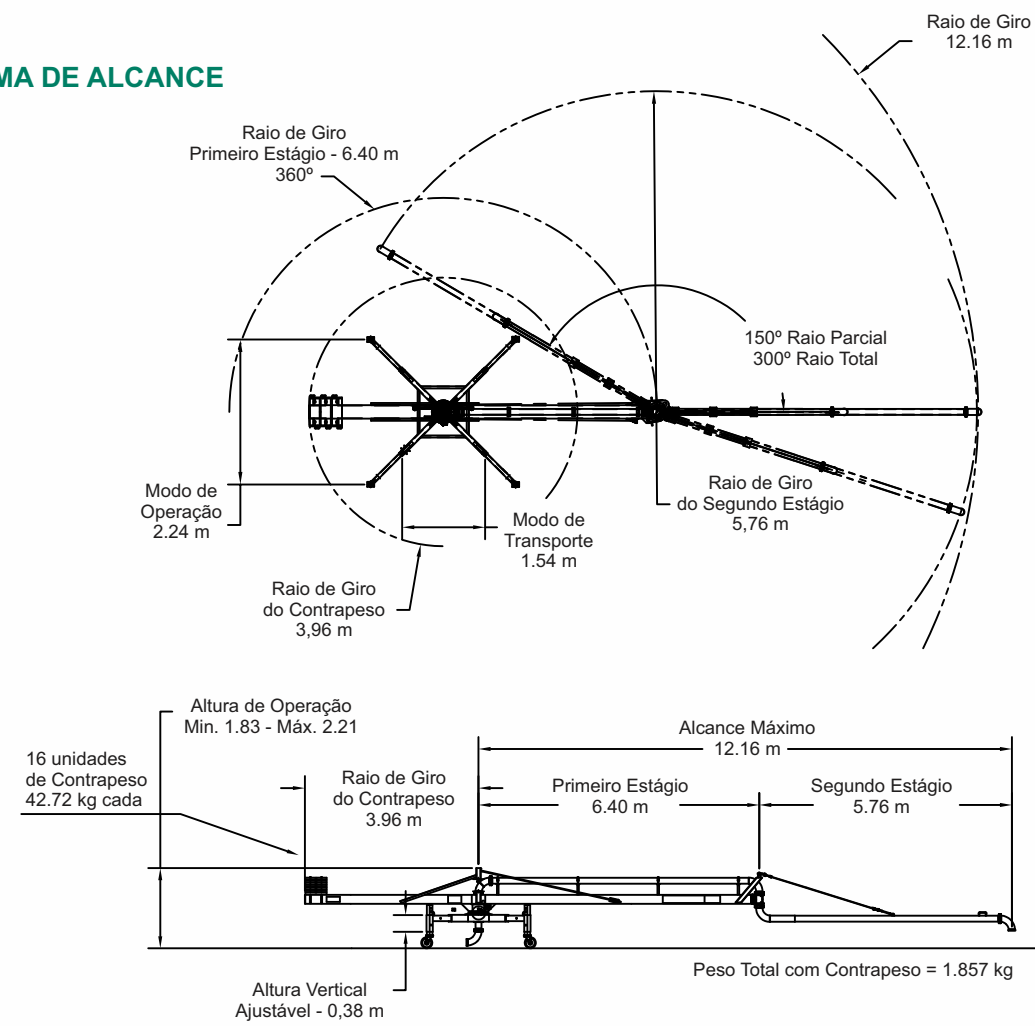 MA DE ALCANCE
Raio de Giro
12.16 m
Raio de Giro
Primeiro Estágio - 6.40 m
360º
150º Raio Parcial
300º Raio Total
Modo de
Operação
2.24 m
Modo de
Transporte
1.54 m
Raio de Giro
do Segundo Estágio
5,76 m
Raio de Giro
do Contrapeso
3,96 m
Altura de Operação
Min. 1.83 - Máx. 2.21
16 unidades
de Contrapeso
42.72 kg cada
Raio de Giro
do Contrapeso
3.96 m
Alcance Máximo
12.16 m
Primeiro Estágio
6.40 m
Segundo Estágio
5.76 m
Peso Total com Contrapeso = 1.857 kg
Altura Vertical
Ajustável - 0,38 m